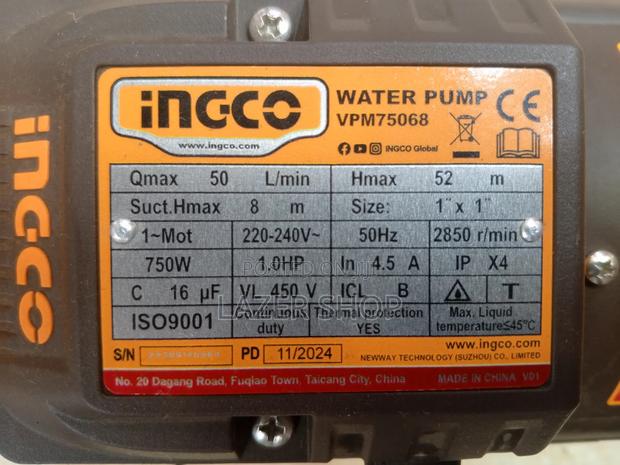 INGCO
INGCO
www.ingco.com
WATER PUMP
VPM75068
CE
INGCO Global
Qmax 50 L/min Hmax 52 m
Suct.Hmax 8 m Size: 1" x 1"
1~Mot 220-240V~ 50Hz 2850 r/min
750W 1.0HP In 4.5 A IP X4
C 16 µF VL 450 V ICL B T
ISO9001 Continuous duty Thermal protection YES Max. Liquid temperature≤45°C
POSTED ON
LAZER SHOP
S/N PD 11/2024
www.ingco.com
NEWWAY TECHNOLOGY (SUZHOU) CO., LIMITED
No. 20 Dagang Road, Fuqiao Town, Taicang City, China MADE IN CHINA V01